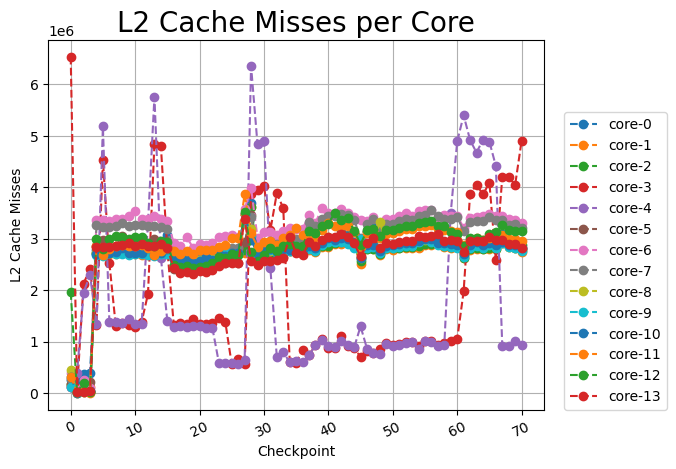 L2 Cache Misses per Core
1e6
6
5
4
3
2
1
0
L2 Cache Misses
0 10 20 30 40 50 60 70
Checkpoint
core-0
core-1
core-2
core-3
core-4
core-5
core-6
core-7
core-8
core-9
core-10
core-11
core-12
core-13